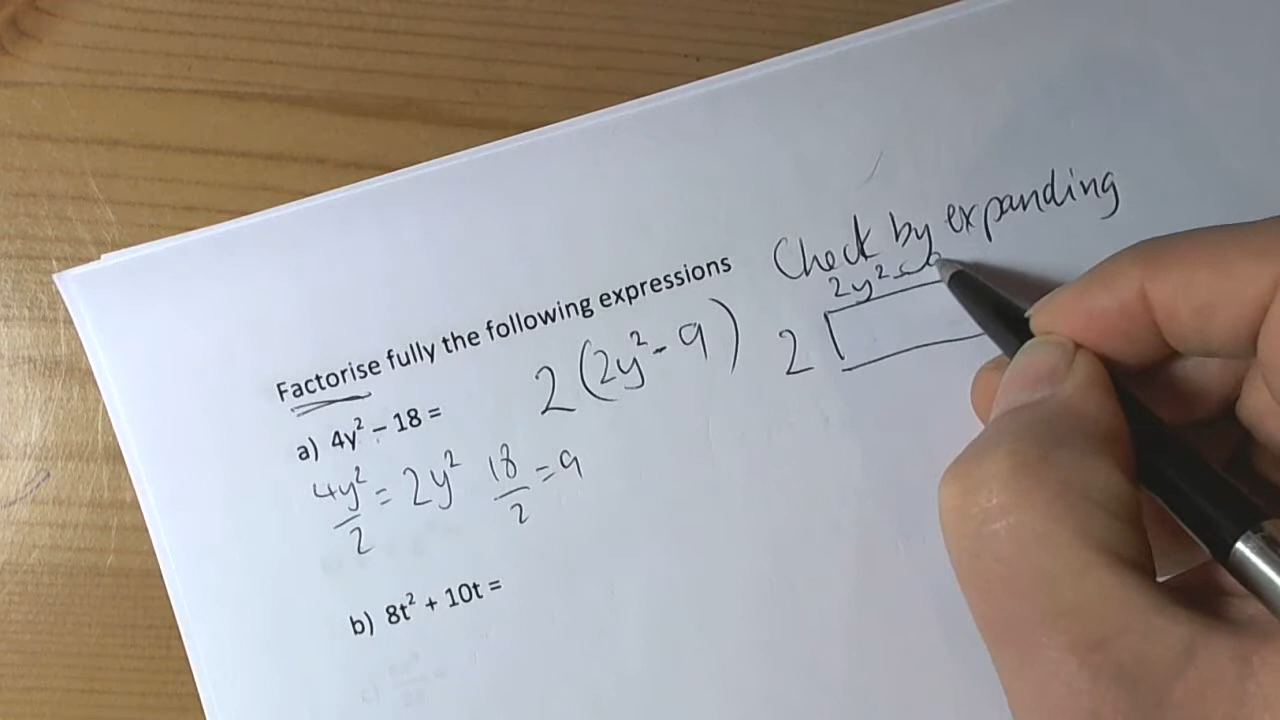 Check by expanding
Factorise fully the following expressions
2y²
2
a) 4y² – 18 =
2(2y² - 9)
4y²/2 = 2y² 18/2 = 9
b) 8t² + 10t =